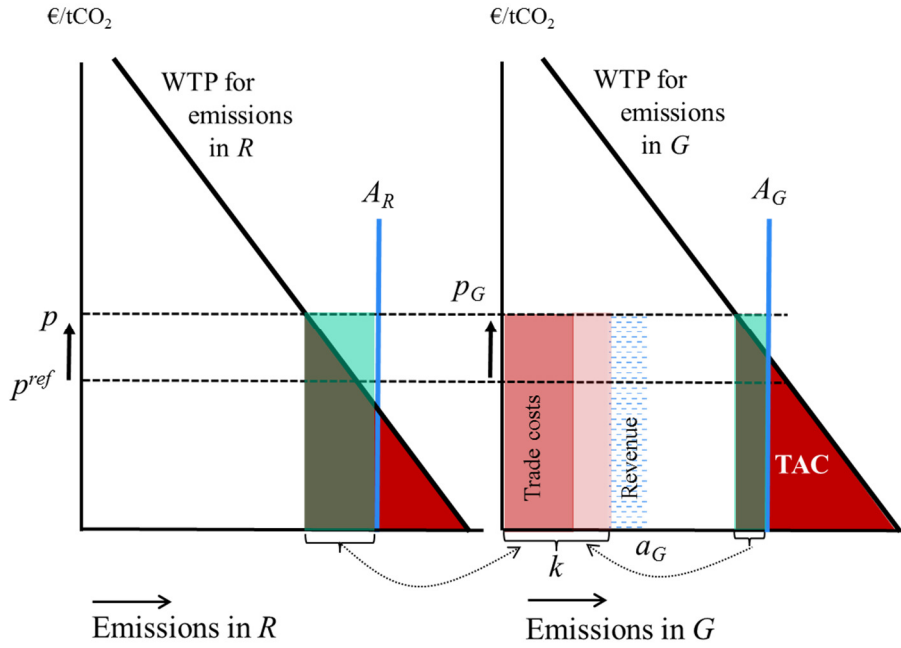 €/tCO₂
WTP for
emissions
in R
A_R
p
p^ref
Emissions in R
€/tCO₂
WTP for
emissions
in G
A_G
p_G
Trade costs
Revenue
TAC
k
a_G
Emissions in G